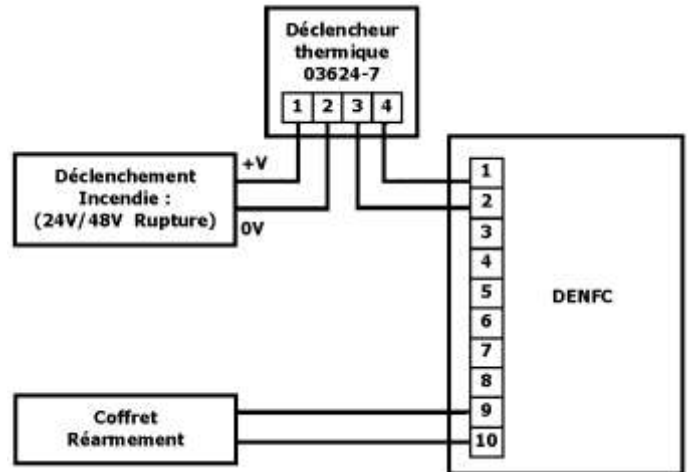 Déclencheur
thermique
03624-7
1 2 3 4
Déclenchement
Incendie :
(24V/48V Rupture)
+V
0V
1
2
3
4
5
6
7
8
9
10
DENFC
Coffret
Réarmement